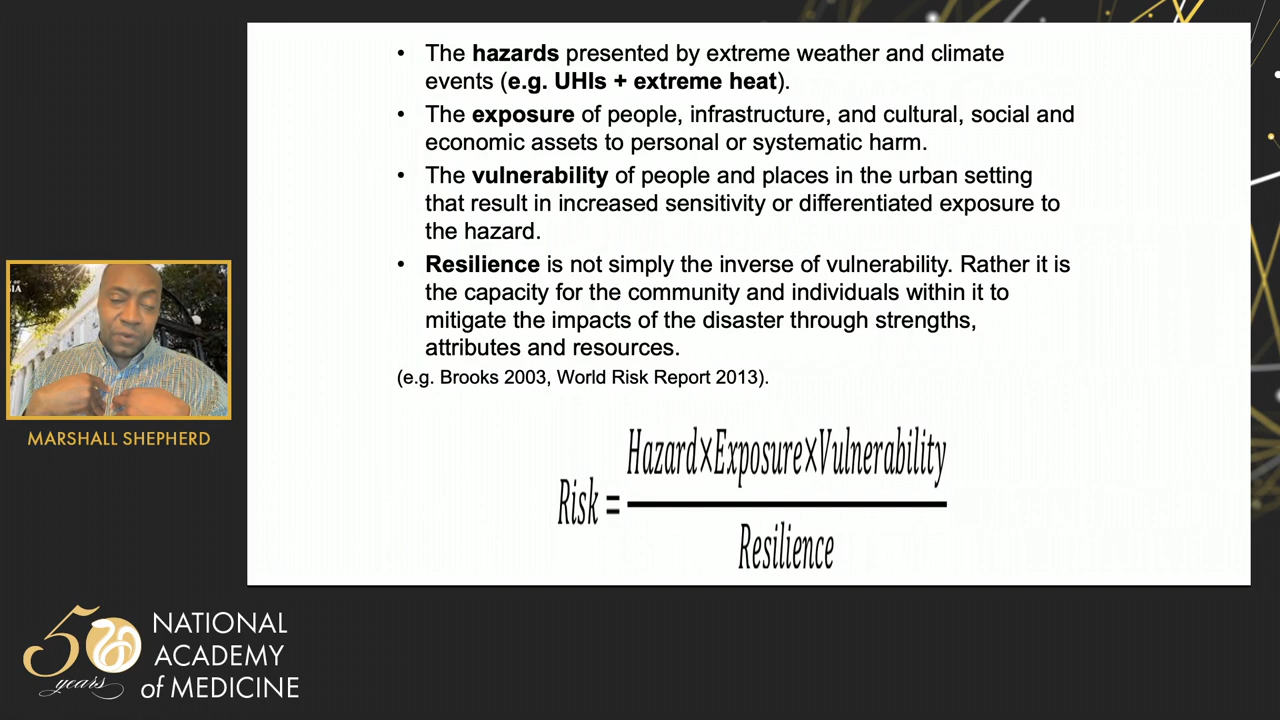 • The hazards presented by extreme weather and climate
events (e.g. UHIs + extreme heat).
• The exposure of people, infrastructure, and cultural, social and
economic assets to personal or systematic harm.
• The vulnerability of people and places in the urban setting
that result in increased sensitivity or differentiated exposure to
the hazard.
• Resilience is not simply the inverse of vulnerability. Rather it is
the capacity for the community and individuals within it to
mitigate the impacts of the disaster through strengths,
attributes and resources.
(e.g. Brooks 2003, World Risk Report 2013).
Hazard×Exposure×Vulnerability
Risk =
Resilience
MARSHALL SHEPHERD
50
years
NATIONAL
ACADEMY
of MEDICINE